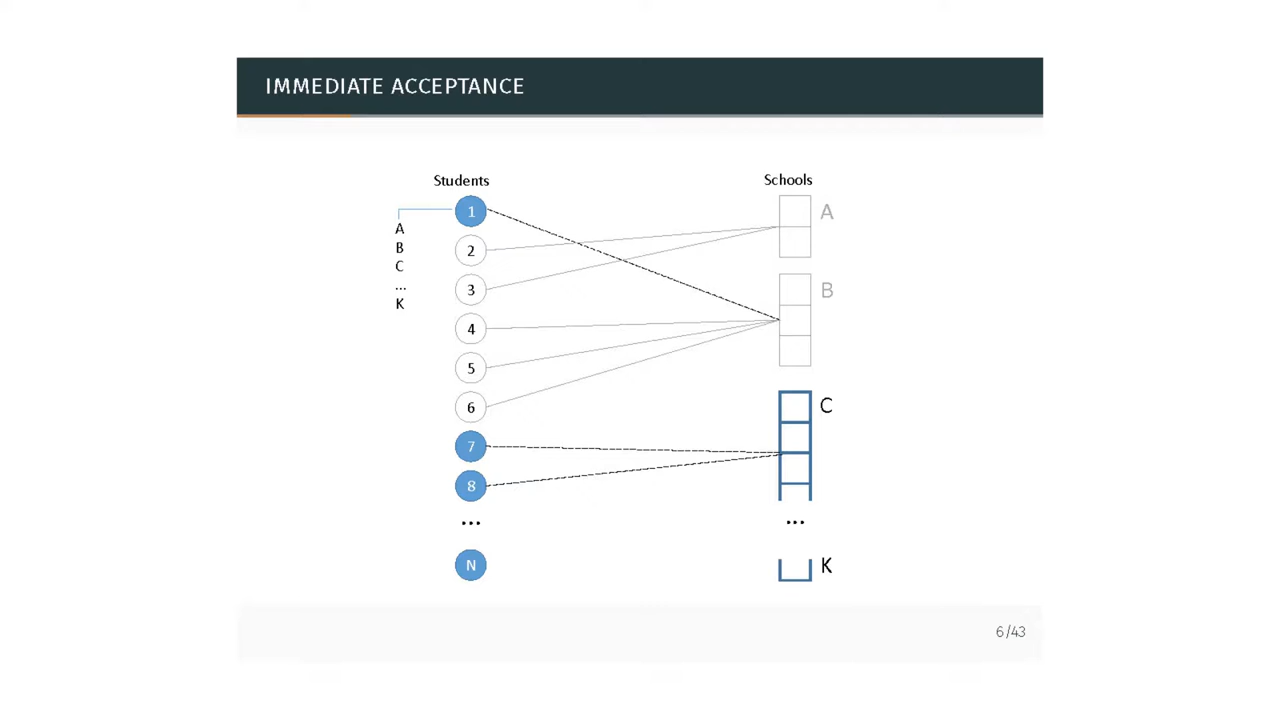 IMMEDIATE ACCEPTANCE
Students
Schools
1
2
3
4
5
6
7
8
...
N
A
B
C
...
K
A
B
C
...
K
6/43